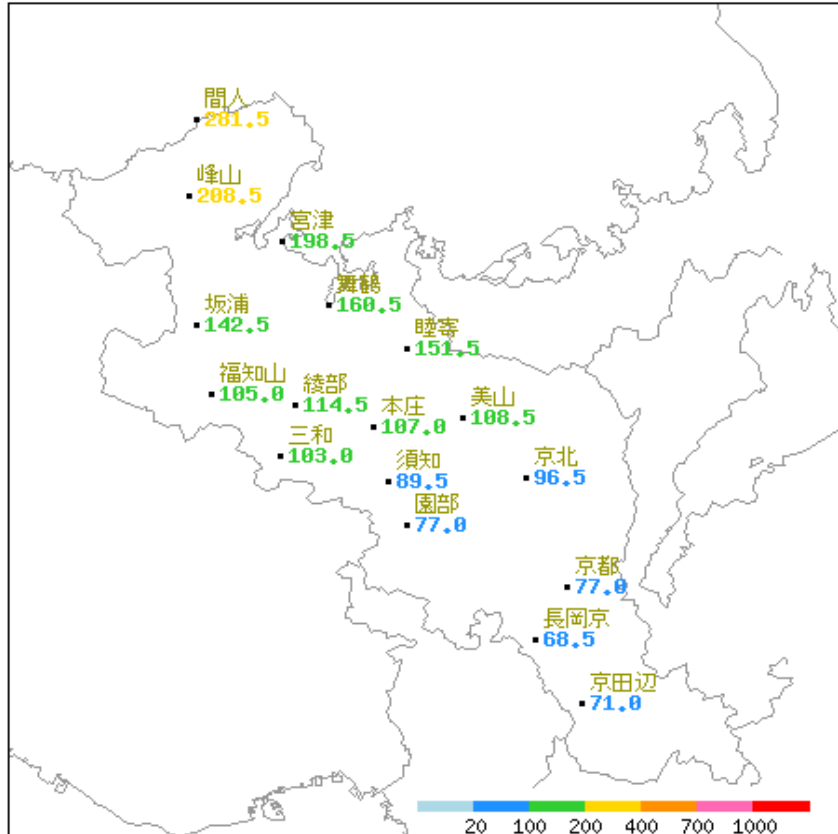 間人
281.5
峰山
208.5
宮津
198.5
舞鶴
160.5
坂浦
142.5
睦寄
151.5
福知山
105.0
綾部
114.5
本庄
107.0
美山
108.5
三和
103.0
須知
89.5
京北
96.5
園部
77.0
京都
77.0
長岡京
68.5
京田辺
71.0
20 100 200 400 700 1000